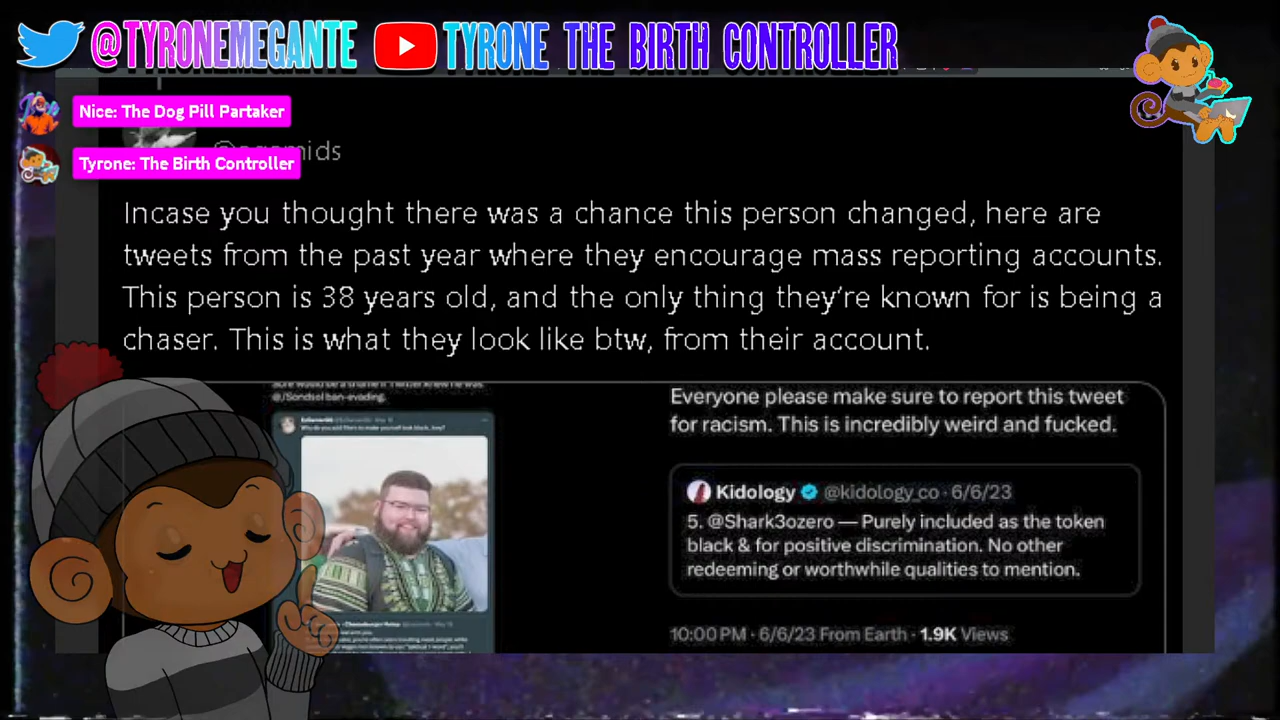 @TYRONEMEGANTE TYRONE THE BIRTH CONTROLLER
Nice: The Dog Pill Partaker
Tyrone: The Birth Controller
Incase you thought there was a chance this person changed, here are
tweets from the past year where they encourage mass reporting accounts.
This person is 38 years old, and the only thing they're known for is being a
chaser. This is what they look like btw, from their account.
@/Sondsol ban-evading.
Everyone please make sure to report this tweet
for racism. This is incredibly weird and fucked.
Kidology @kidology_co · 6/6/23
5. @Shark3ozero — Purely included as the token
black & for positive discrimination. No other
redeeming or worthwhile qualities to mention.
10:00 PM · 6/6/23 From Earth · 1.9K Views